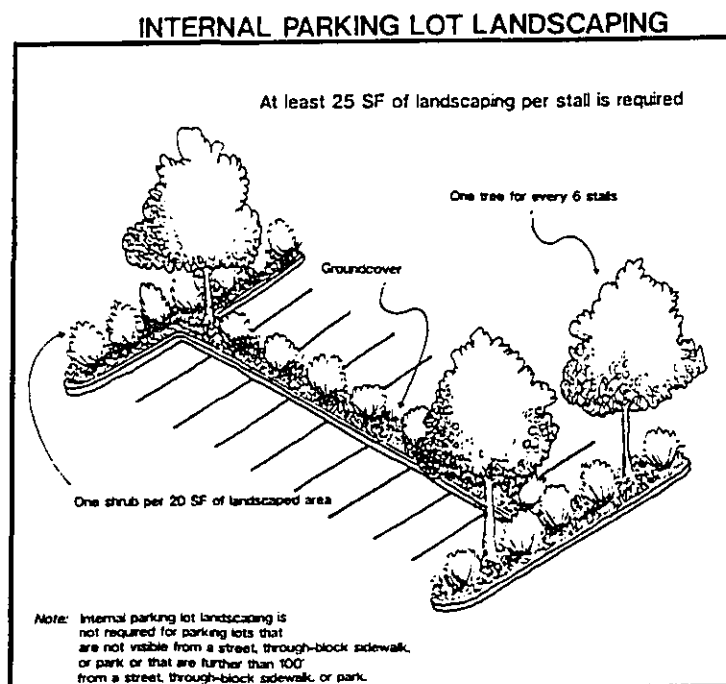 INTERNAL PARKING LOT LANDSCAPING
At least 25 SF of landscaping per stall is required
One tree for every 6 stalls
Groundcover
One shrub per 20 SF of landscaped area
Note: Internal parking lot landscaping is
not required for parking lots that
are not visible from a street, through-block sidewalk,
or park or that are further than 100'
from a street, through-block sidewalk, or park.